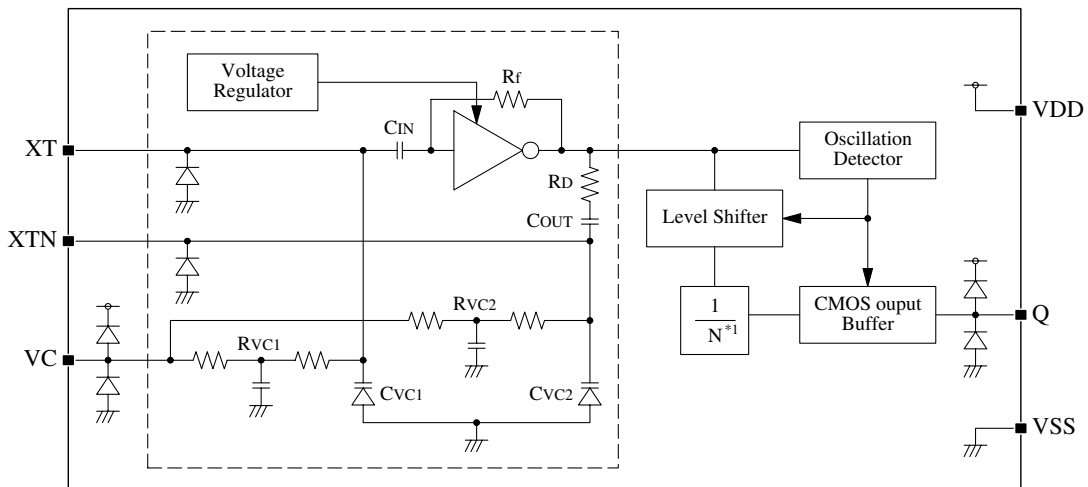 Voltage
Regulator
Rf
VDD
CIN
Oscillation
Detector
XT
RD
Level Shifter
COUT
XTN
RVC2
1
N*1
CMOS ouput
Buffer
Q
RVC1
VC
CVC1
CVC2
VSS